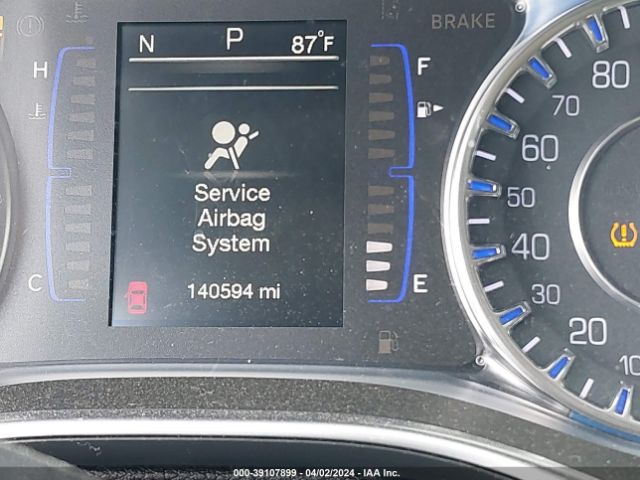 N P 87°F
BRAKE
H
F
C
E
Service
Airbag
System
140594 mi
80
70
60
50
40
30
20
10
000-39107899 - 04/02/2024 - IAA Inc.